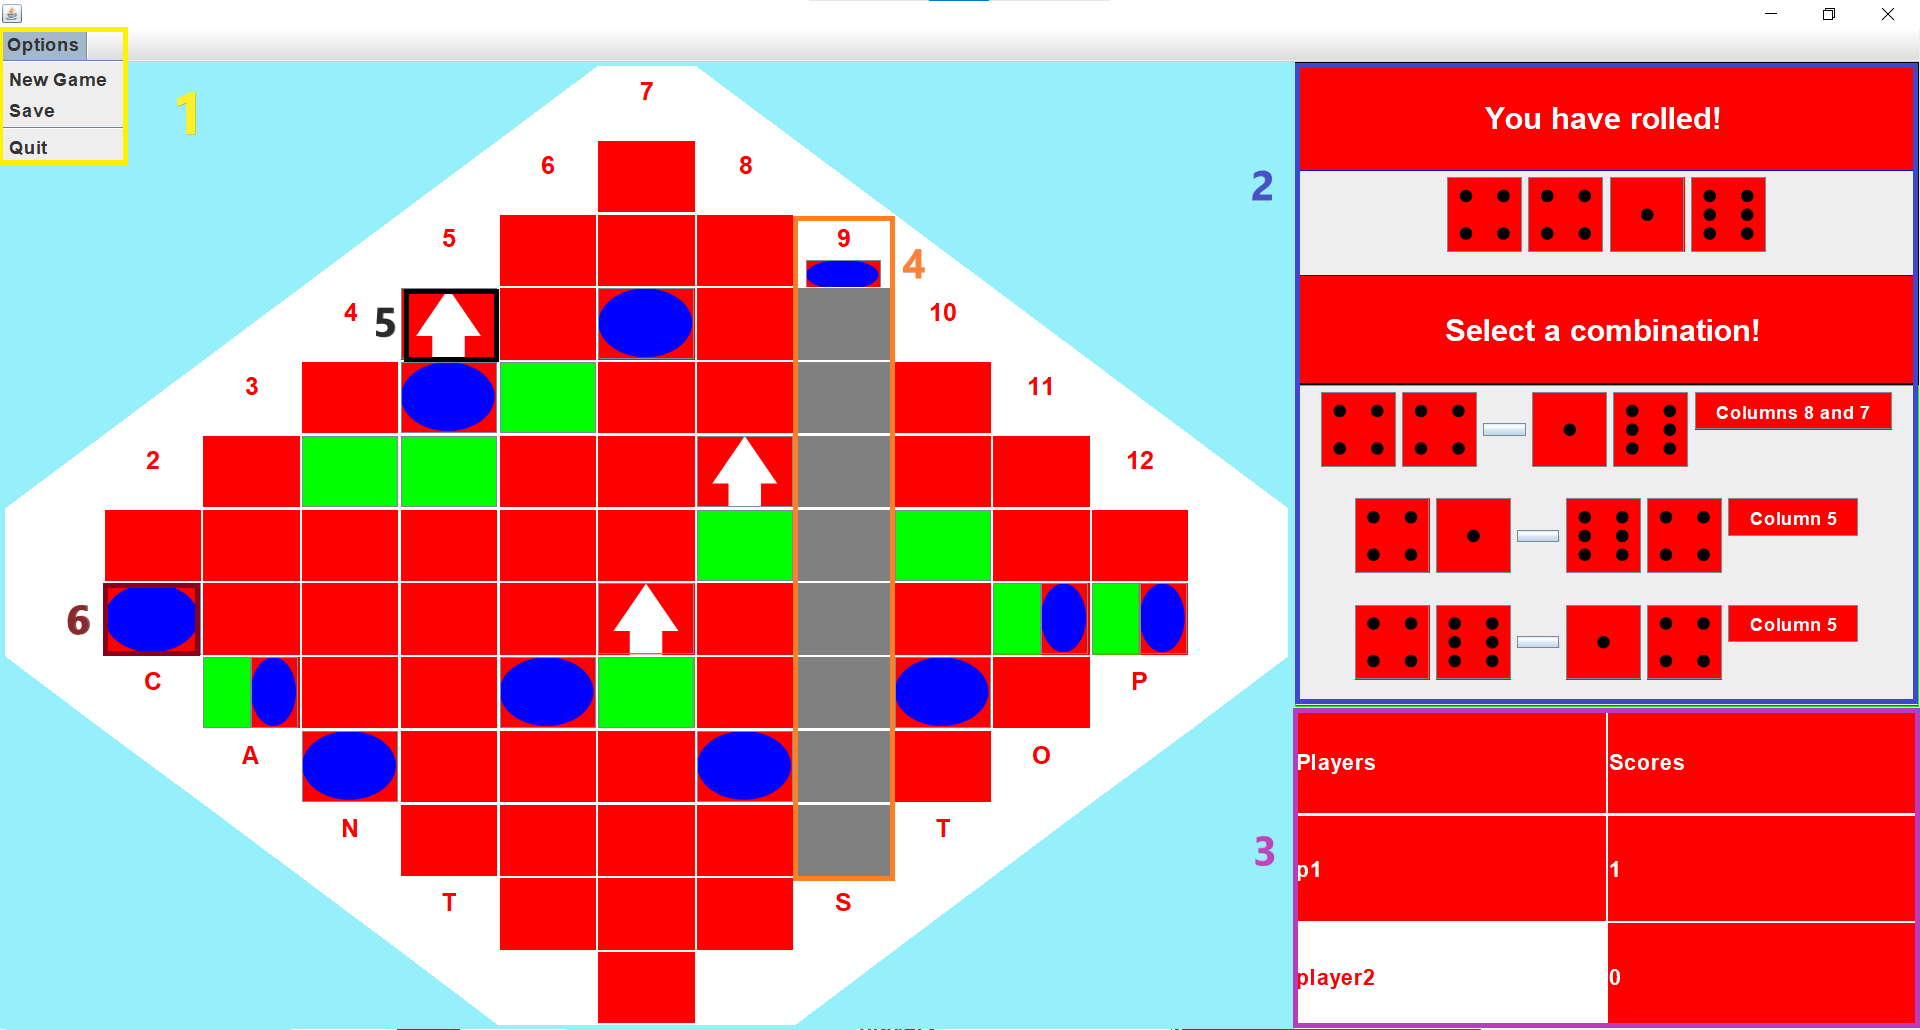 Options
New Game
Save
Quit
1
7
6
8
5
9
4
4
5
10
3
11
2
12
6
C
P
A
O
N
T
T
S
2
You have rolled!
Select a combination!
Columns 8 and 7
Column 5
Column 5
3
Players Scores
p1 1
player2 0